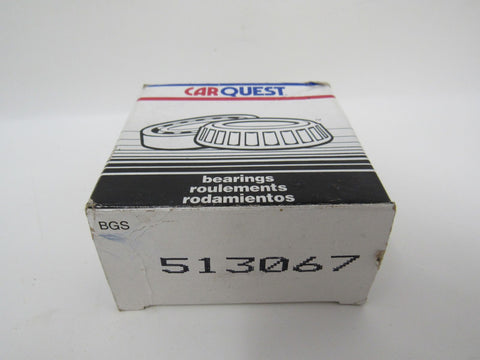 CARQUEST
bearings
roulements
rodamientos
BGS
513067